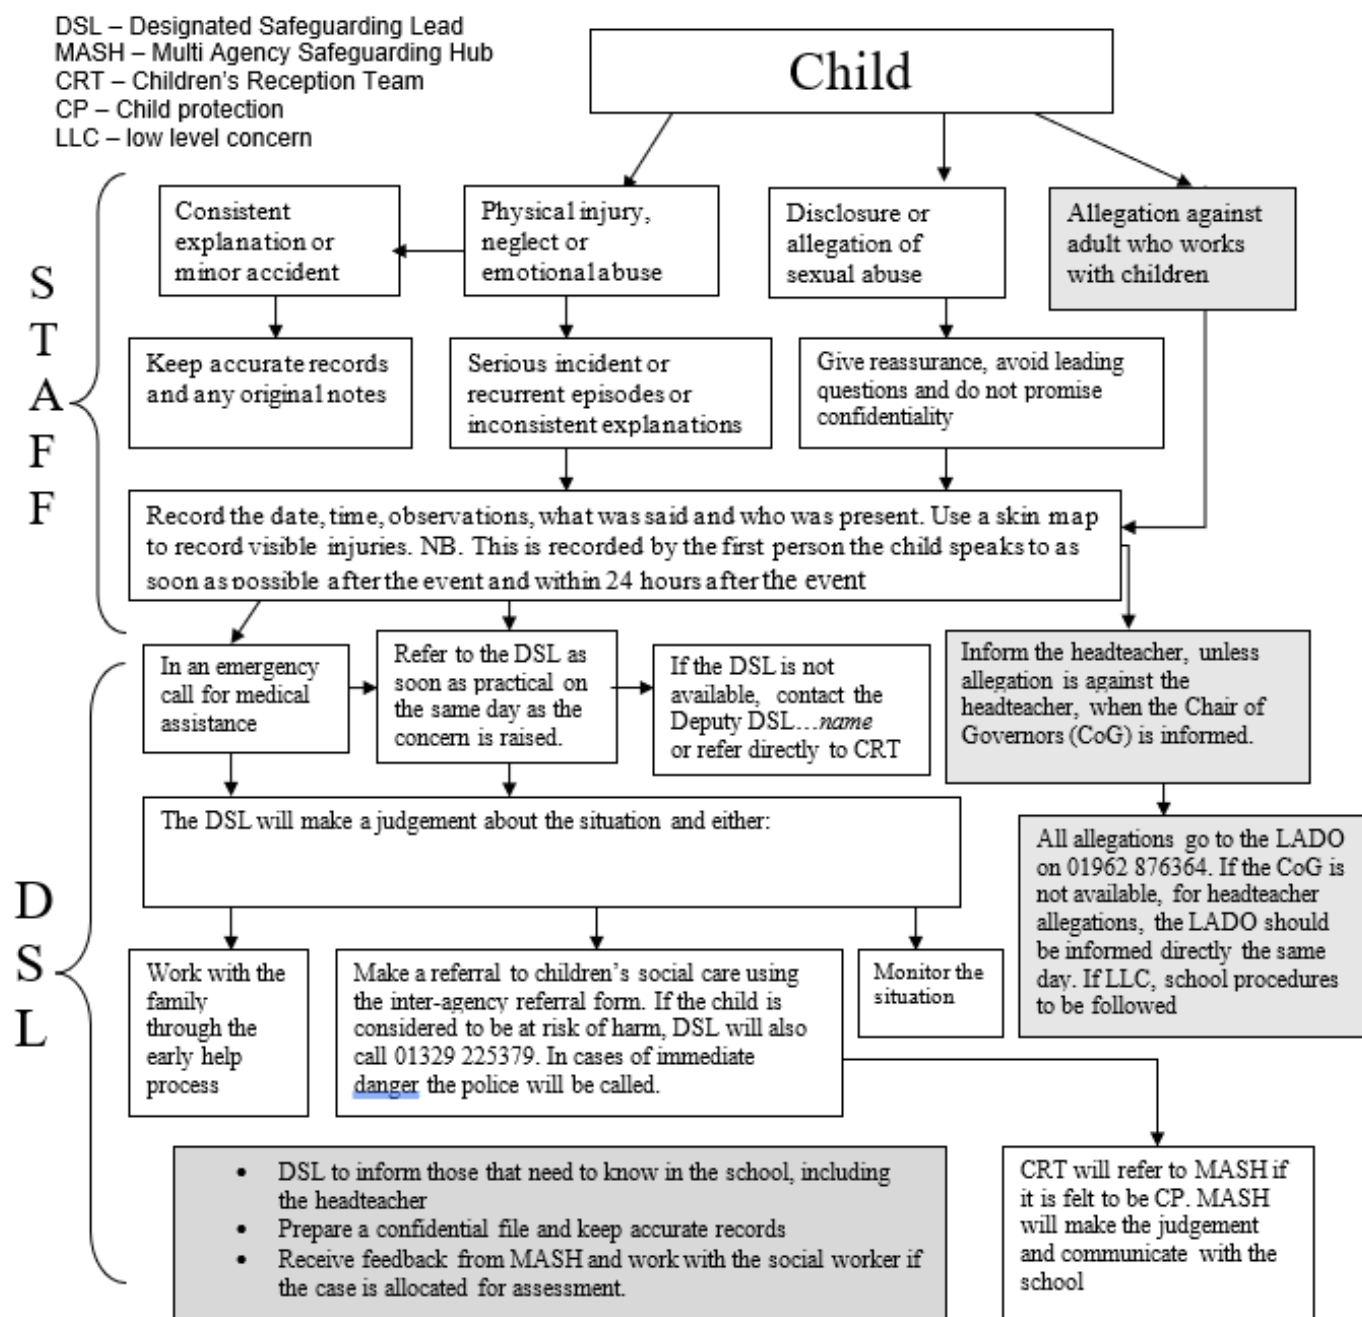 DSL – Designated Safeguarding Lead
MASH – Multi Agency Safeguarding Hub
CRT – Children's Reception Team
CP – Child protection
LLC – low level concern
Child
S
T
A
F
F
Consistent
explanation or
minor accident
Physical injury,
neglect or
emotional abuse
Disclosure or
allegation of
sexual abuse
Allegation against
adult who works
with children
Keep accurate records
and any original notes
Serious incident or
recurrent episodes or
inconsistent explanations
Give reassurance, avoid leading
questions and do not promise
confidentiality
Record the date, time, observations, what was said and who was present. Use a skin map
to record visible injuries. NB. This is recorded by the first person the child speaks to as
soon as possible after the event and within 24 hours after the event
D
S
L
In an emergency
call for medical
assistance
Refer to the DSL as
soon as practical on
the same day as the
concern is raised.
If the DSL is not
available, contact the
Deputy DSL…name
or refer directly to CRT
Inform the headteacher, unless
allegation is against the
headteacher, when the Chair of
Governors (CoG) is informed.
The DSL will make a judgement about the situation and either:
All allegations go to the LADO
on 01962 876364. If the CoG is
not available, for headteacher
allegations, the LADO should
be informed directly the same
day. If LLC, school procedures
to be followed
Work with the
family
through the
early help
process
Make a referral to children's social care using
the inter-agency referral form. If the child is
considered to be at risk of harm, DSL will also
call 01329 225379. In cases of immediate
danger the police will be called.
Monitor the
situation
• DSL to inform those that need to know in the school, including
the headteacher
• Prepare a confidential file and keep accurate records
• Receive feedback from MASH and work with the social worker if
the case is allocated for assessment.
CRT will refer to MASH if
it is felt to be CP. MASH
will make the judgement
and communicate with the
school